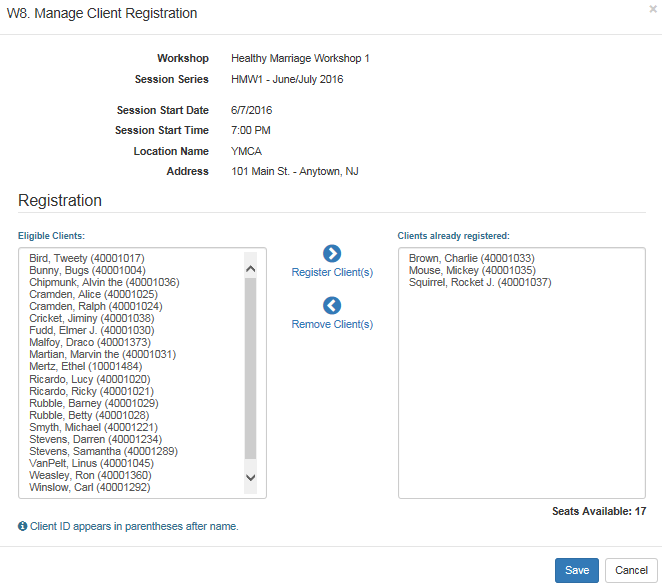 W8. Manage Client Registration
×
Workshop Healthy Marriage Workshop 1
Session Series HMW1 - June/July 2016
Session Start Date 6/7/2016
Session Start Time 7:00 PM
Location Name YMCA
Address 101 Main St. - Anytown, NJ
Registration
Eligible Clients:
Bird, Tweety (40001017)
Bunny, Bugs (40001004)
Chipmunk, Alvin the (40001036)
Cramden, Alice (40001025)
Cramden, Ralph (40001024)
Cricket, Jiminy (40001038)
Fudd, Elmer J. (40001030)
Malfoy, Draco (40001373)
Martian, Marvin the (40001031)
Mertz, Ethel (10001484)
Ricardo, Lucy (40001020)
Ricardo, Ricky (40001021)
Rubble, Barney (40001029)
Rubble, Betty (40001028)
Smyth, Michael (40001221)
Stevens, Darren (40001234)
Stevens, Samantha (40001289)
VanPelt, Linus (40001045)
Weasley, Ron (40001360)
Winslow, Carl (40001292)
Register Client(s)
Remove Client(s)
Clients already registered:
Brown, Charlie (40001033)
Mouse, Mickey (40001035)
Squirrel, Rocket J. (40001037)
Seats Available: 17
Client ID appears in parentheses after name.
Save
Cancel